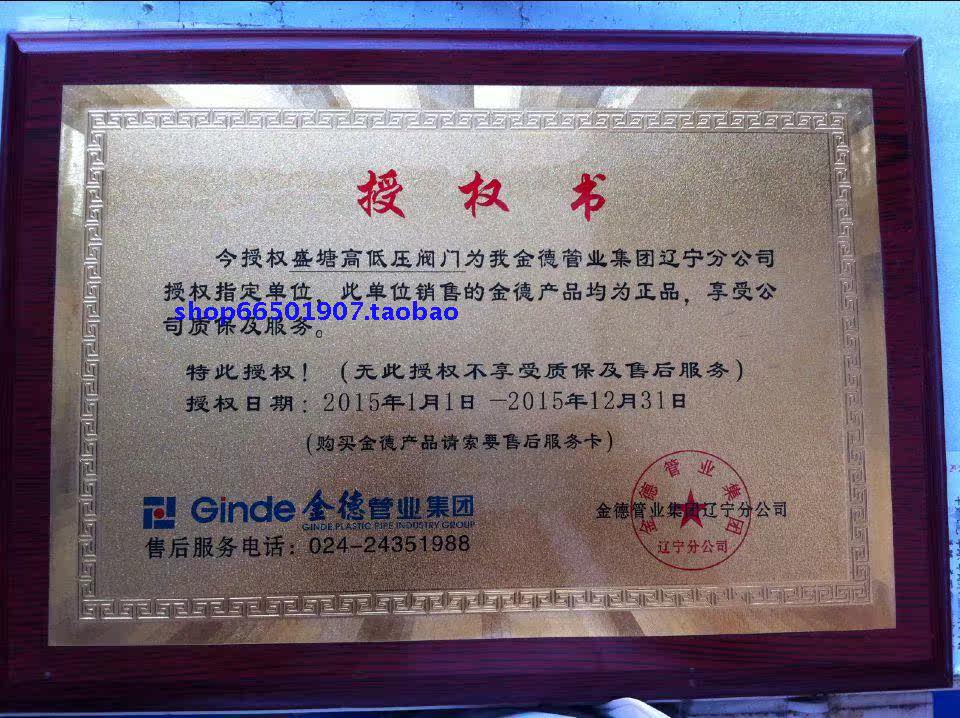 授权书
今授权盛塘高低压阀门为我金德管业集团辽宁分公司
授权指定单位，此单位销售的金德产品均为正品，享受公
shop66501907.taobao
司质保及服务。
特此授权！（无此授权不享受质保及售后服务）
授权日期：2015年1月1日 —2015年12月31日
（购买金德产品请索要售后服务卡）
Ginde 金德管业集团
GINDE PLASTIC PIPE INDUSTRY GROUP
售后服务电话：024-24351988
金德管业集团辽宁分公司
金德管业集团
辽宁分公司